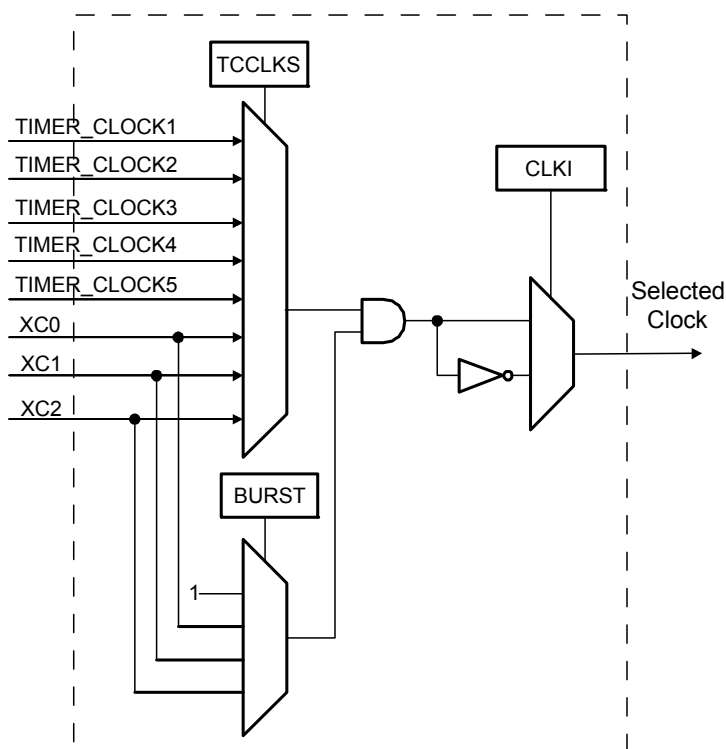 TCCLKS
TIMER_CLOCK1
TIMER_CLOCK2
TIMER_CLOCK3
TIMER_CLOCK4
TIMER_CLOCK5
XC0
XC1
XC2
CLKI
Selected
Clock
BURST
1